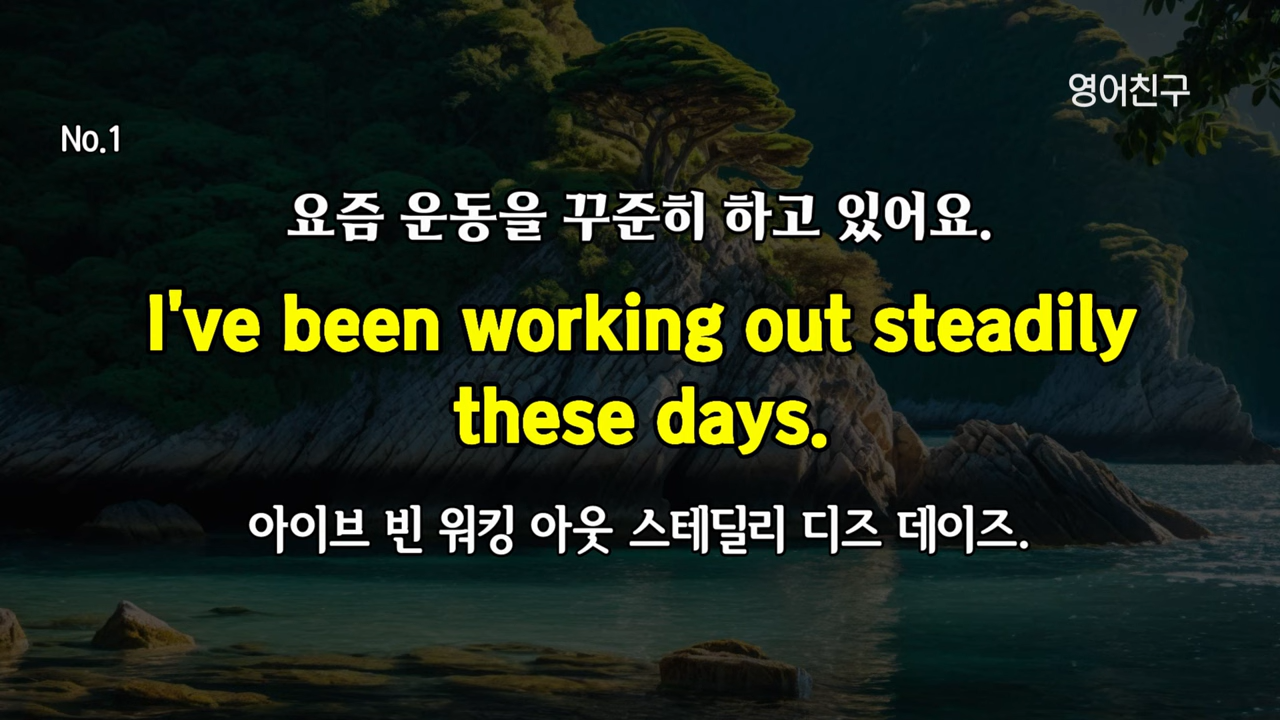 영어친구
No.1
요즘 운동을 꾸준히 하고 있어요.
I've been working out steadily
these days.
아이브 빈 워킹 아웃 스테딜리 디즈 데이즈.